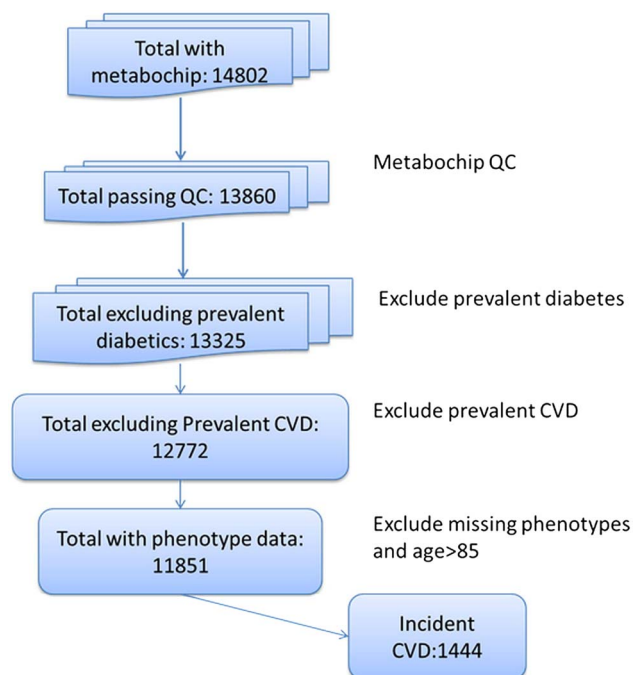 Total with
metabochip: 14802
Metabochip QC
Total passing QC: 13860
Exclude prevalent diabetes
Total excluding prevalent
diabetics: 13325
Exclude prevalent CVD
Total excluding Prevalent CVD:
12772
Exclude missing phenotypes
and age>85
Total with phenotype data:
11851
Incident
CVD:1444